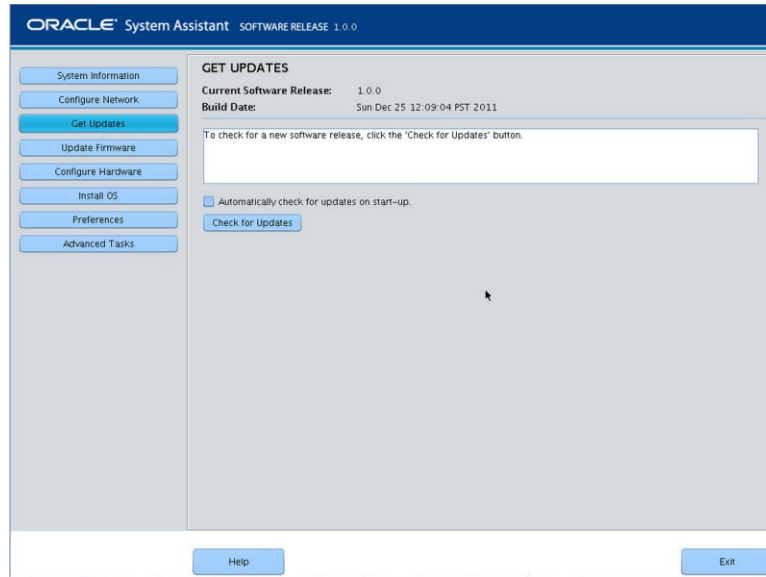 ORACLE System Assistant SOFTWARE RELEASE 1.0.0
System Information
Configure Network
Get Updates
Update Firmware
Configure Hardware
Install OS
Preferences
Advanced Tasks
GET UPDATES
Current Software Release: 1.0.0
Build Date: Sun Dec 25 12:09:04 PST 2011
To check for a new software release, click the 'Check for Updates' button.
Automatically check for updates on start-up.
Check for Updates
Help
Exit